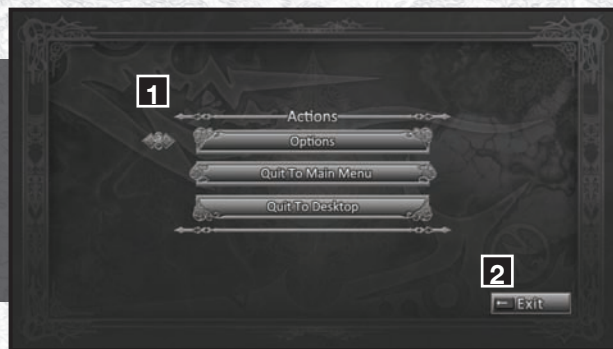 1
Actions
Options
Quit To Main Menu
Quit To Desktop
2
Exit